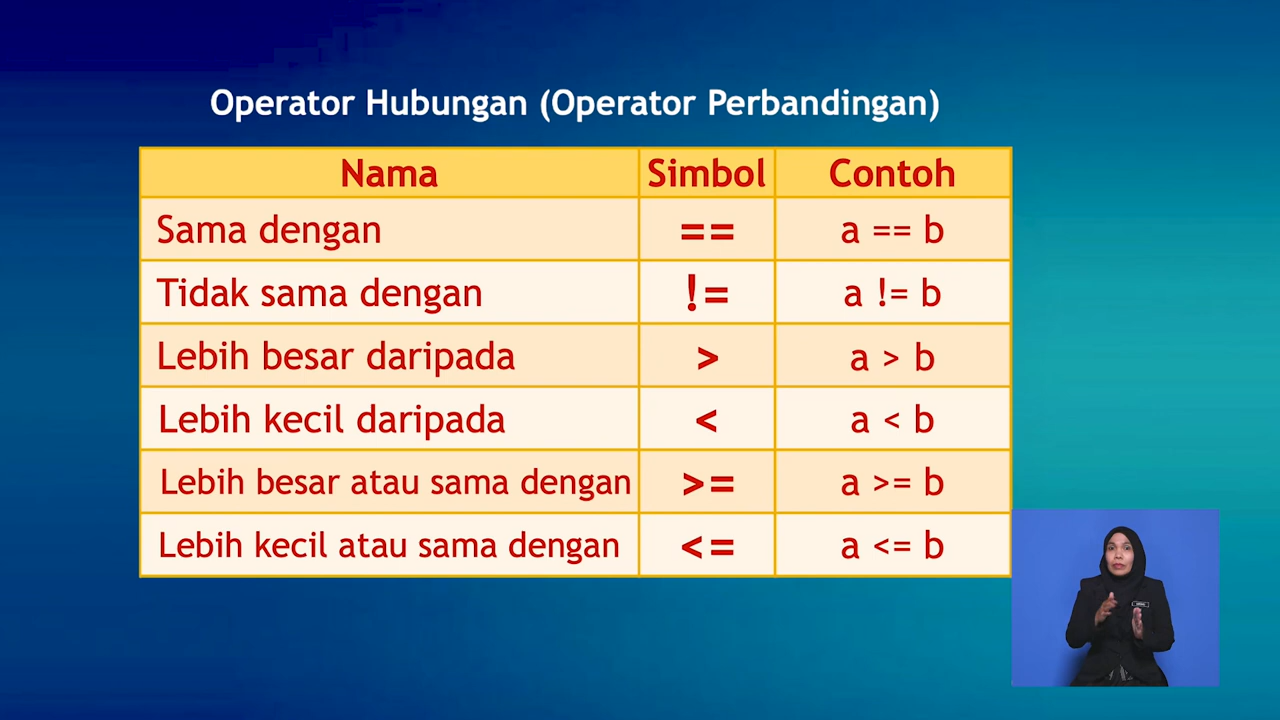 Operator Hubungan (Operator Perbandingan)
Nama Simbol Contoh
Sama dengan == a == b
Tidak sama dengan != a != b
Lebih besar daripada > a > b
Lebih kecil daripada < a < b
Lebih besar atau sama dengan >= a >= b
Lebih kecil atau sama dengan <= a <= b